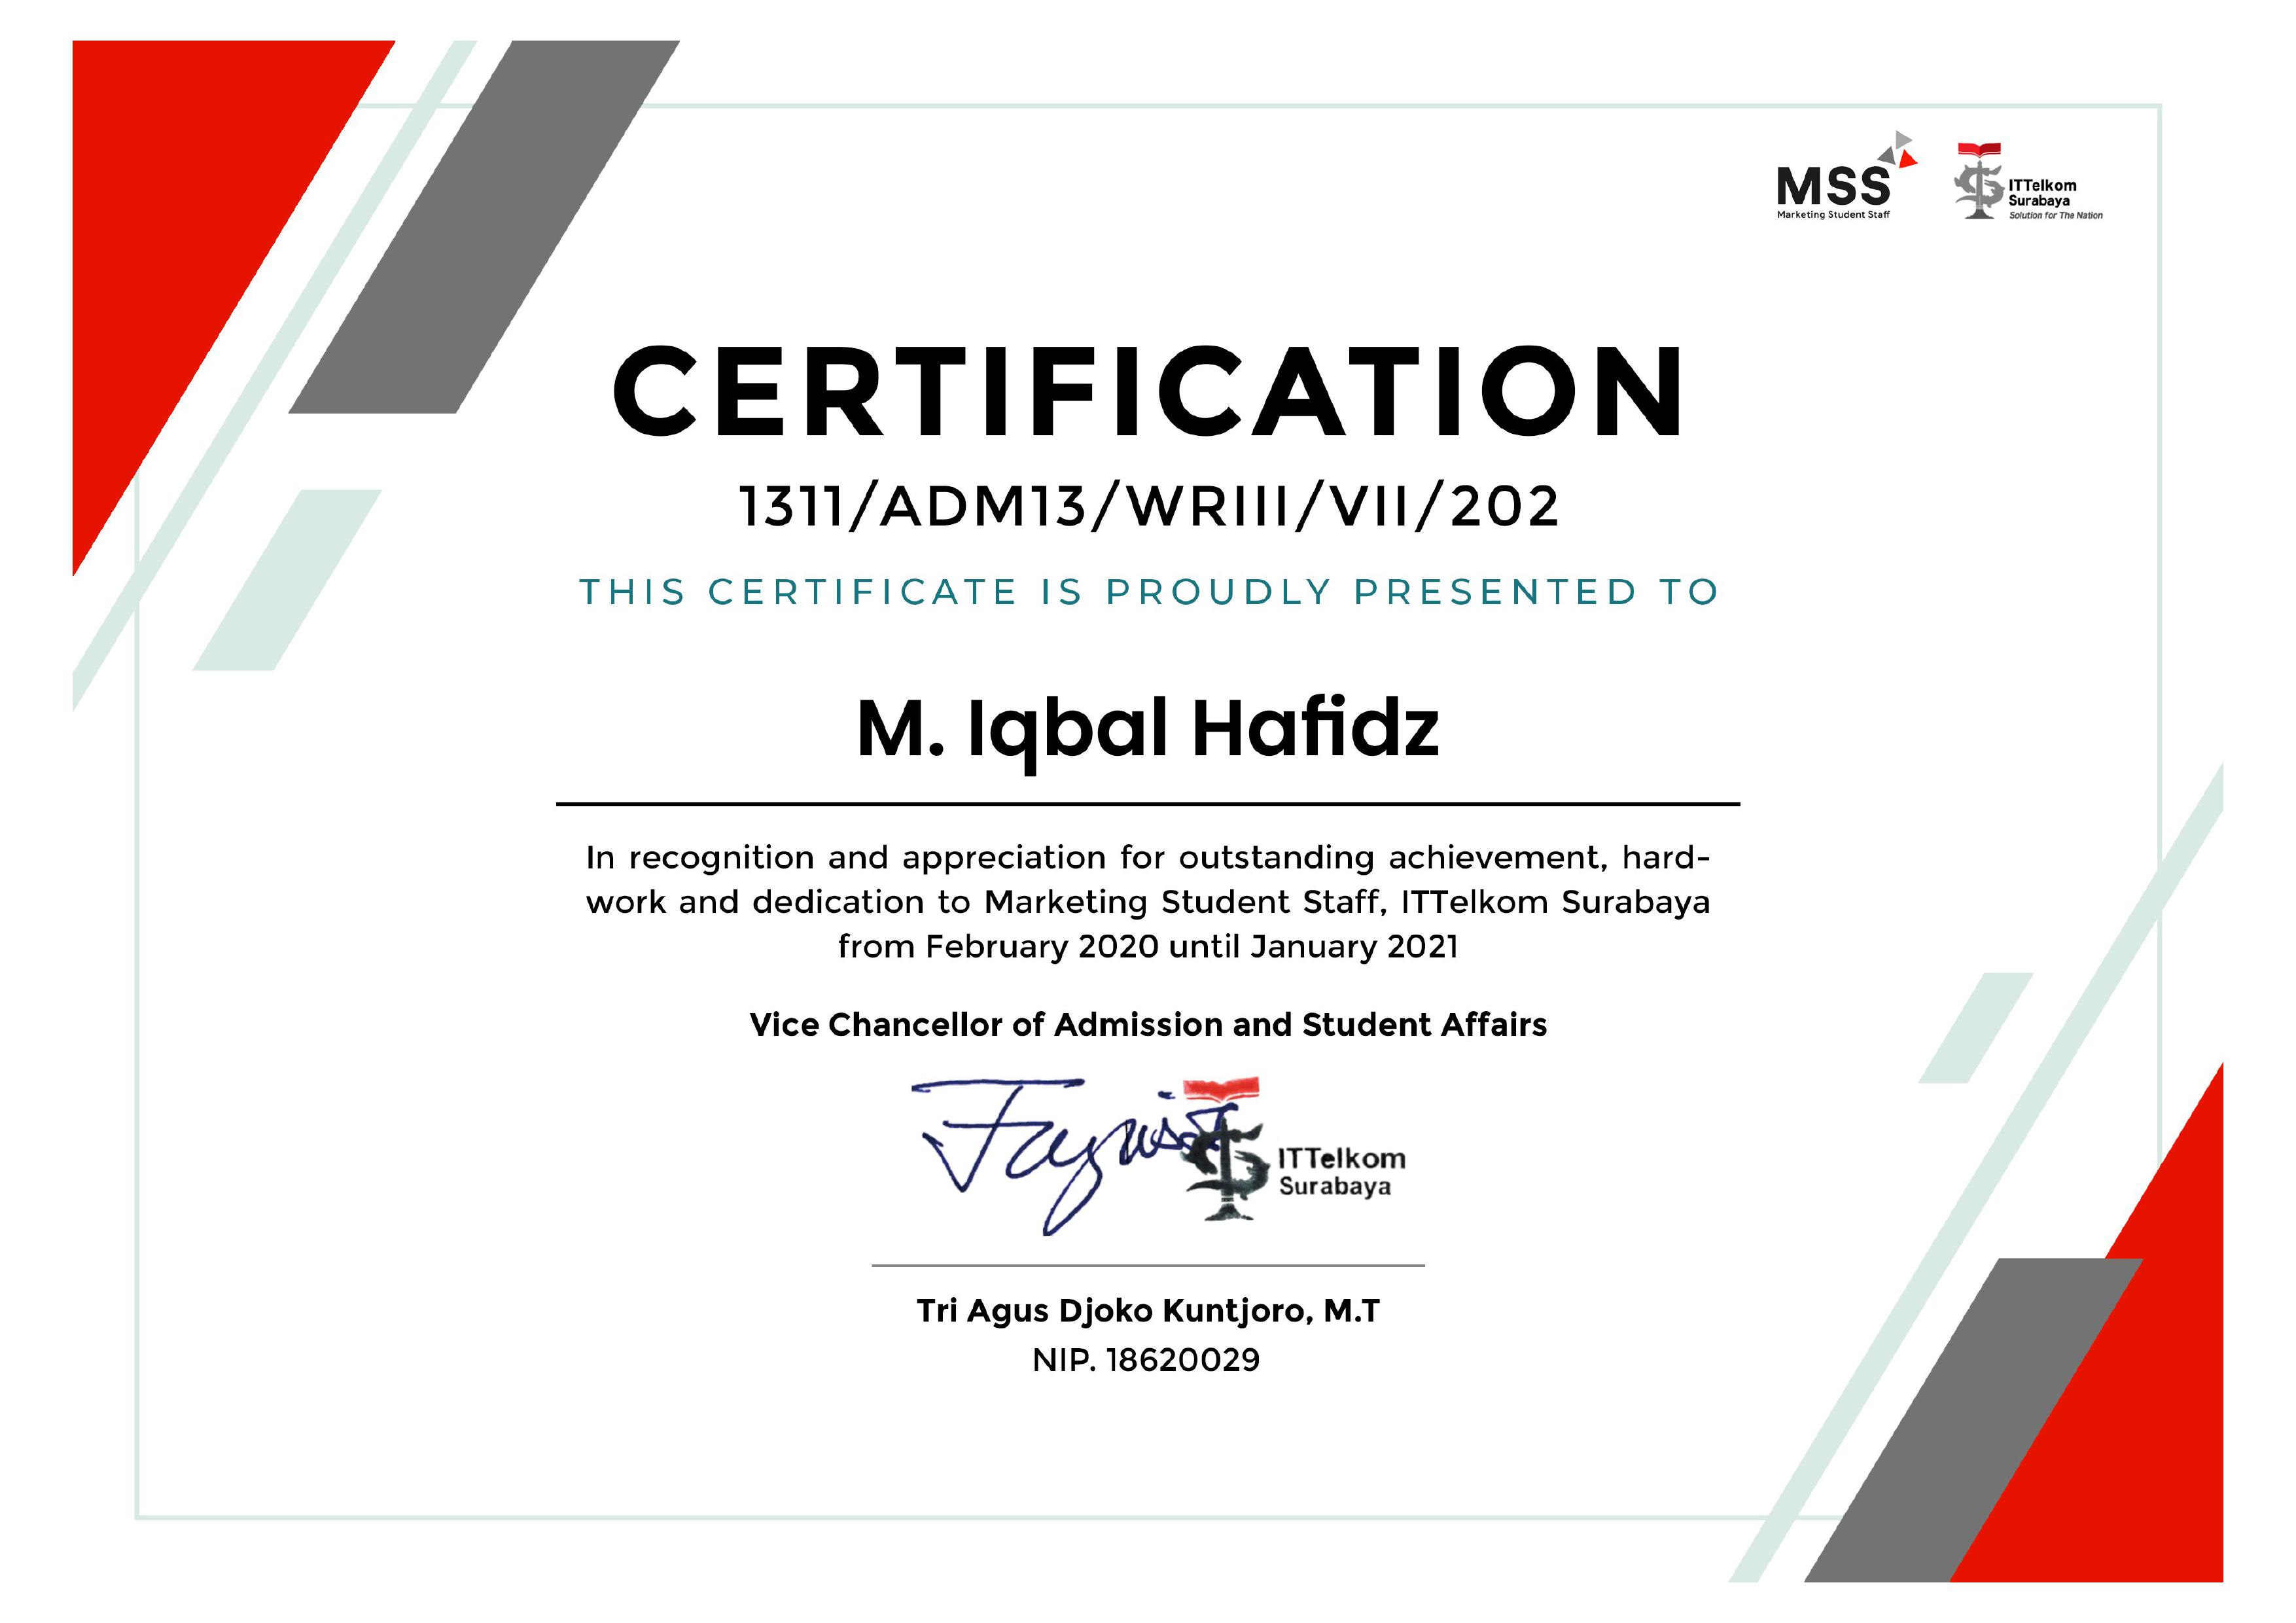 MSS
Marketing Student Staff
ITTelkom
Surabaya
Solution for The Nation
CERTIFICATION
1311/ADM13/WRIII/VII/202
THIS CERTIFICATE IS PROUDLY PRESENTED TO
M. Iqbal Hafidz
In recognition and appreciation for outstanding achievement, hard-
work and dedication to Marketing Student Staff, ITTelkom Surabaya
from February 2020 until January 2021
Vice Chancellor of Admission and Student Affairs
ITTelkom
Surabaya
Tri Agus Djoko Kuntjoro, M.T
NIP. 18620029